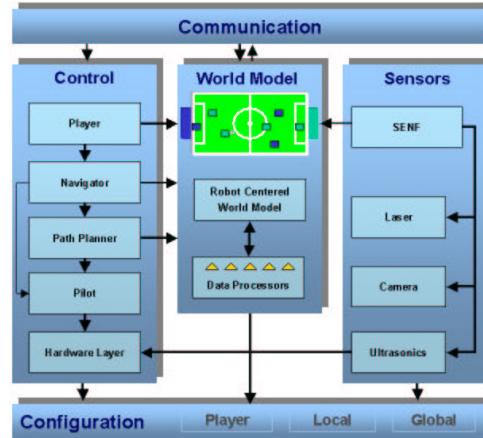 Communication
Control
World Model
Sensors
Player
Navigator
Path Planner
Pilot
Hardware Layer
Robot Centered
World Model
Data Processors
SENF
Laser
Camera
Ultrasonics
Configuration
Player
Local
Global